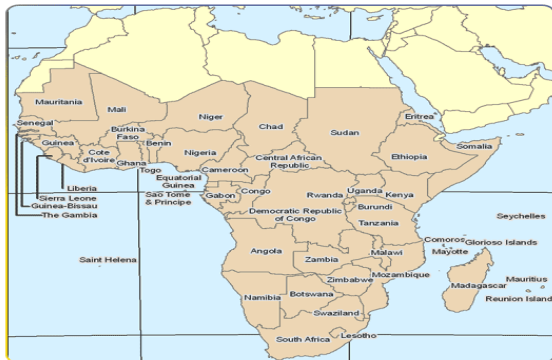 Mauritania
Mali
Niger
Chad
Sudan
Eritrea
Senegal
Guinea
Burkina
Faso
Benin
Cote
d'Ivoire
Ghana
Togo
Nigeria
Cameroon
Central African
Republic
Ethiopia
Somalia
Liberia
Sierra Leone
Guinea-Bissau
The Gambia
Equatorial
Guinea
Sao Tome
& Principe
Gabon
Congo
Rwanda
Uganda
Kenya
Burundi
Democratic Republic
of Congo
Tanzania
Seychelles
Comoros
Glorioso Islands
Mayotte
Saint Helena
Angola
Zambia
Malawi
Mozambique
Zimbabwe
Madagascar
Mauritius
Reunion Island
Namibia
Botswana
Swaziland
South Africa
Lesotho